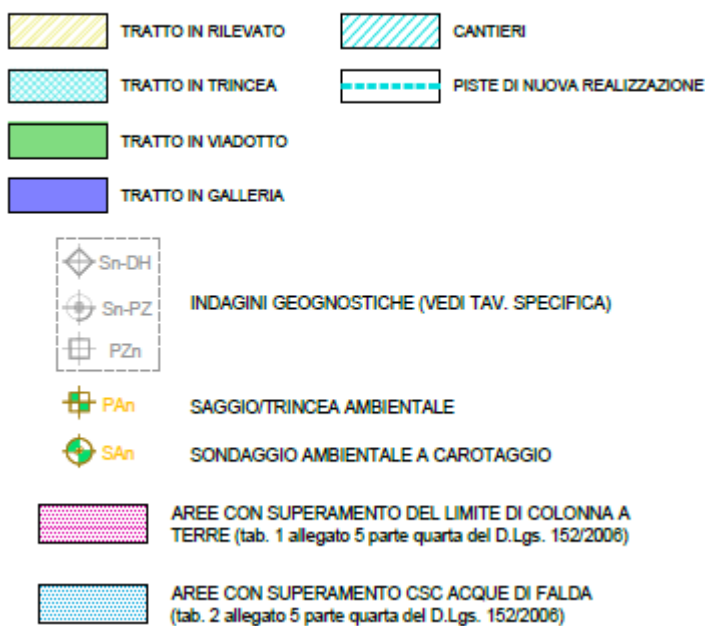 TRATTO IN RILEVATO
CANTIERI
TRATTO IN TRINCEA
PISTE DI NUOVA REALIZZAZIONE
TRATTO IN VIADOTTO
TRATTO IN GALLERIA
Sn-DH
Sn-PZ
PZn
INDAGINI GEOGNOSTICHE (VEDI TAV. SPECIFICA)
PAn
SAGGIO/TRINCEA AMBIENTALE
SAn
SONDAGGIO AMBIENTALE A CAROTAGGIO
AREE CON SUPERAMENTO DEL LIMITE DI COLONNA A
TERRE (tab. 1 allegato 5 parte quarta del D.Lgs. 152/2006)
AREE CON SUPERAMENTO CSC ACQUE DI FALDA
(tab. 2 allegato 5 parte quarta del D.Lgs. 152/2006)